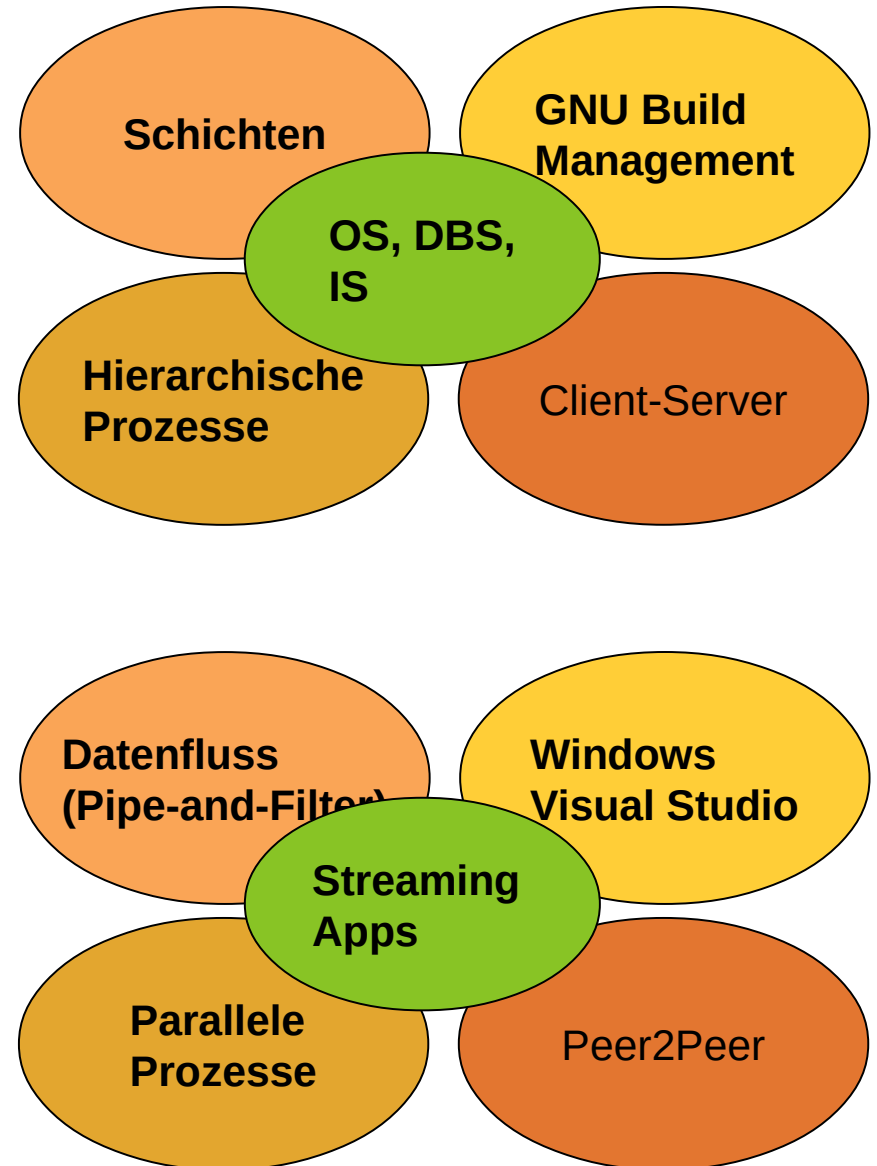 Schichten
GNU Build
Management
OS, DBS,
IS
Hierarchische
Prozesse
Client-Server
Datenfluss
(Pipe-and-Filter)
Windows
Visual Studio
Streaming
Apps
Parallele
Prozesse
Peer2Peer